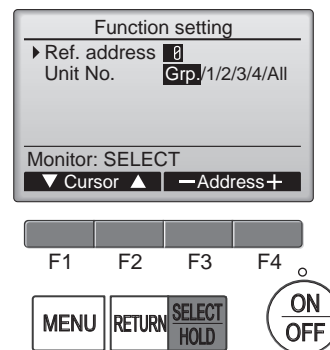 Function setting
Ref. address 0
Unit No. Grp./1/2/3/4/All
Monitor: SELECT
▼ Cursor ▲ −Address+
F1 F2 F3 F4
MENU RETURN SELECT HOLD ON OFF